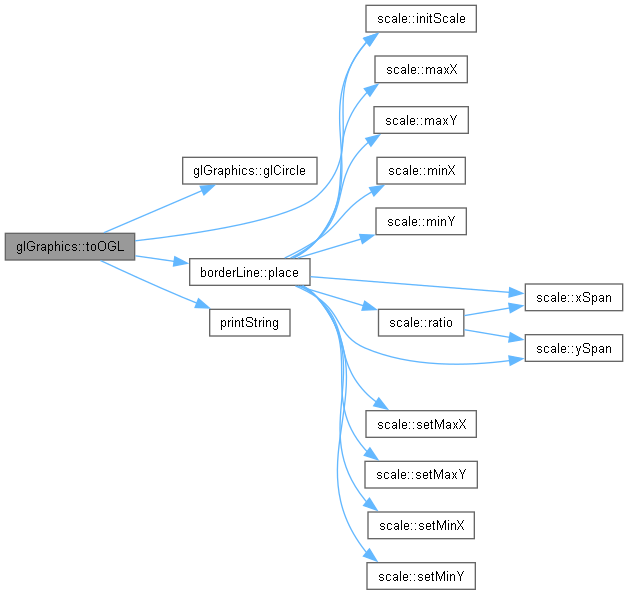 scale::initScale
scale::maxX
scale::maxY
glGraphics::glCircle
scale::minX
scale::minY
glGraphics::toOGL
borderLine::place
scale::xSpan
printString
scale::ratio
scale::ySpan
scale::setMaxX
scale::setMaxY
scale::setMinX
scale::setMinY